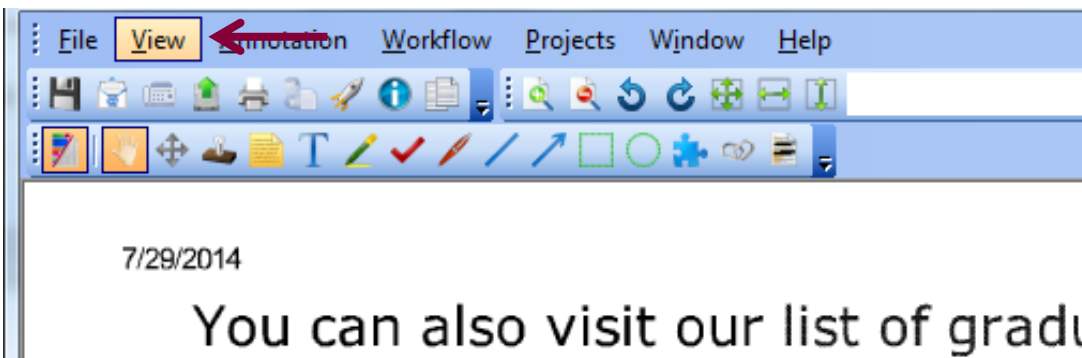 File View Annotation Workflow Projects Window Help
T
7/29/2014
You can also visit our list of gradu